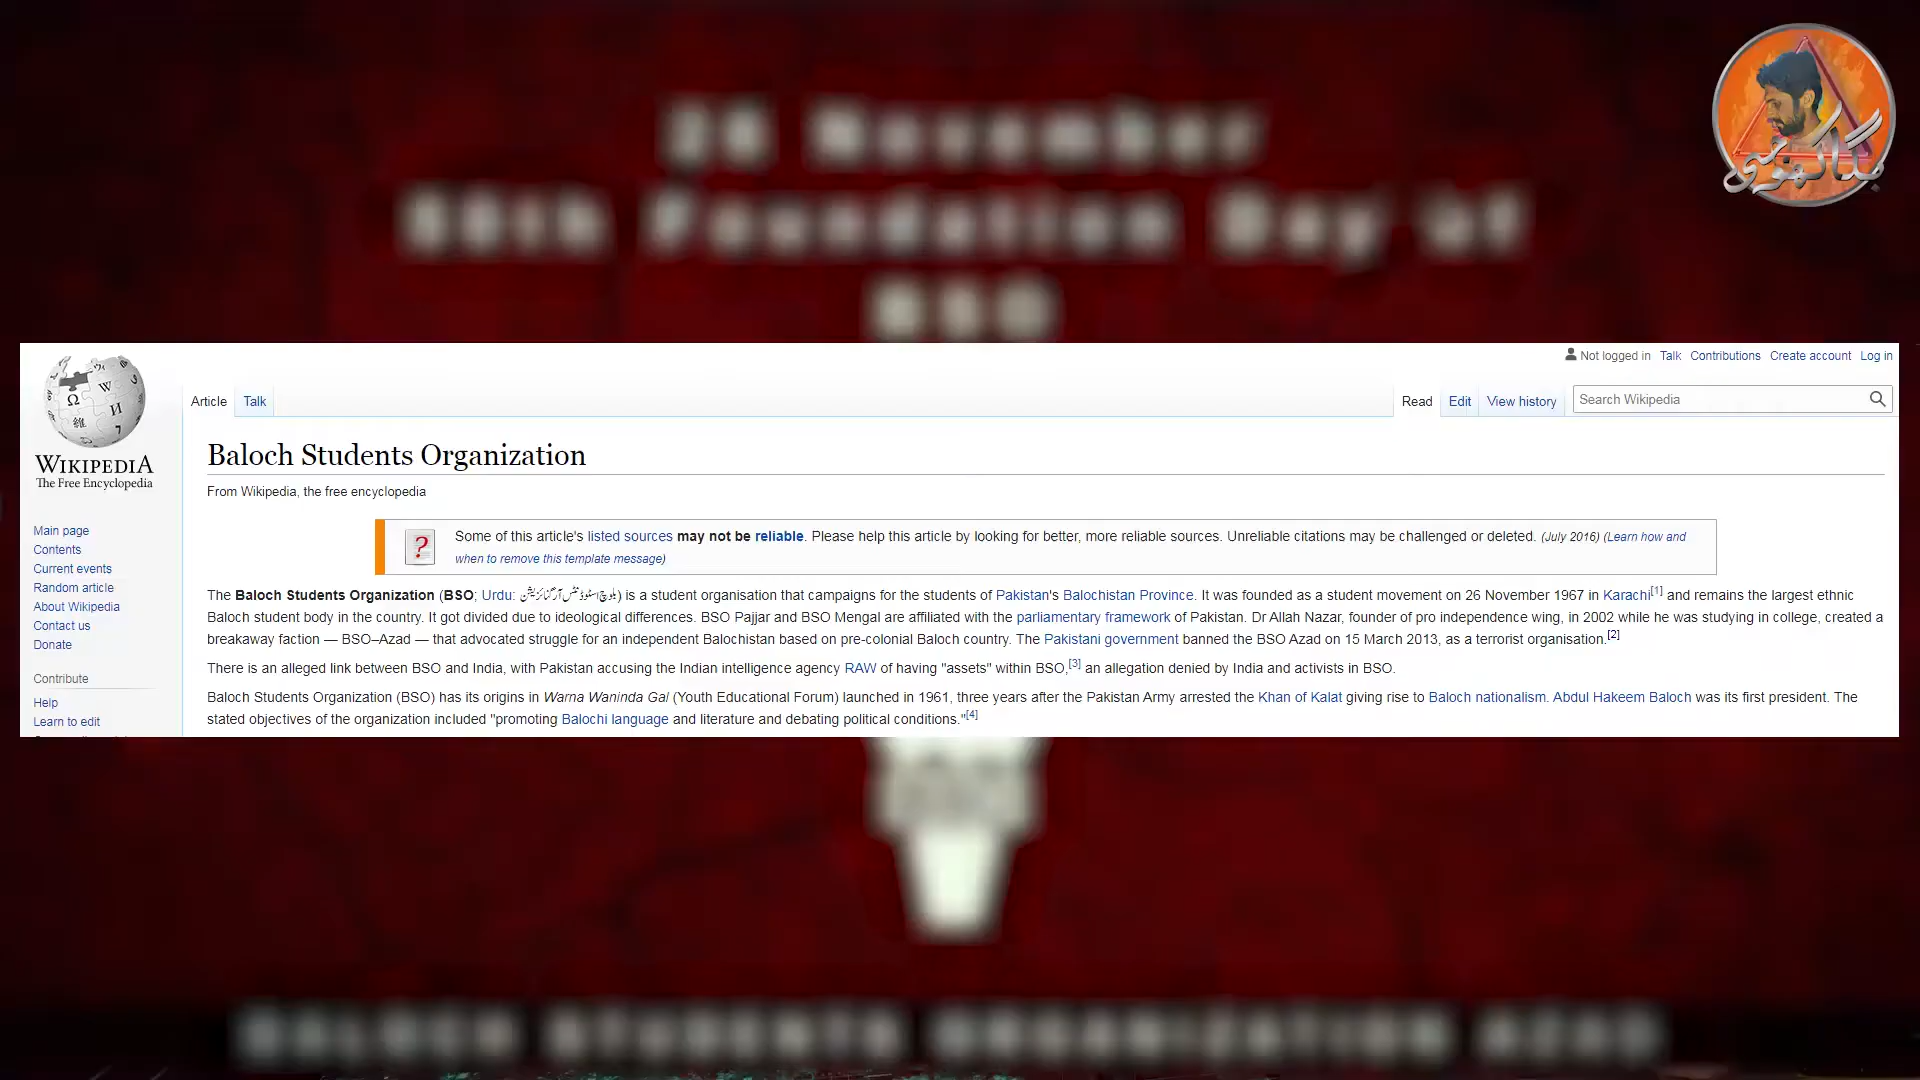 26 November
Foundation Day of
BSO
بگا کھوسہ
Not logged in Talk Contributions Create account Log in
Article Talk Read Edit View history Search Wikipedia
WIKIPEDIA
The Free Encyclopedia
Baloch Students Organization
From Wikipedia, the free encyclopedia
Main page
Contents
Current events
Random article
About Wikipedia
Contact us
Donate
Contribute
Help
Learn to edit
Some of this article's listed sources may not be reliable. Please help this article by looking for better, more reliable sources. Unreliable citations may be challenged or deleted. (July 2016) (Learn how and
when to remove this template message)
The Baloch Students Organization (BSO; Urdu: بلوچ اسٹوڈنٹس آرگنائزیشن) is a student organisation that campaigns for the students of Pakistan's Balochistan Province. It was founded as a student movement on 26 November 1967 in Karachi[1] and remains the largest ethnic
Baloch student body in the country. It got divided due to ideological differences. BSO Pajjar and BSO Mengal are affiliated with the parliamentary framework of Pakistan. Dr Allah Nazar, founder of pro independence wing, in 2002 while he was studying in college, created a
breakaway faction — BSO–Azad — that advocated struggle for an independent Balochistan based on pre-colonial Baloch country. The Pakistani government banned the BSO Azad on 15 March 2013, as a terrorist organisation.[2]
There is an alleged link between BSO and India, with Pakistan accusing the Indian intelligence agency RAW of having "assets" within BSO,[3] an allegation denied by India and activists in BSO.
Baloch Students Organization (BSO) has its origins in Warna Waninda Gal (Youth Educational Forum) launched in 1961, three years after the Pakistan Army arrested the Khan of Kalat giving rise to Baloch nationalism. Abdul Hakeem Baloch was its first president. The
stated objectives of the organization included "promoting Balochi language and literature and debating political conditions."[4]
BALOCH STUDENTS ORGANIZATION AZAD